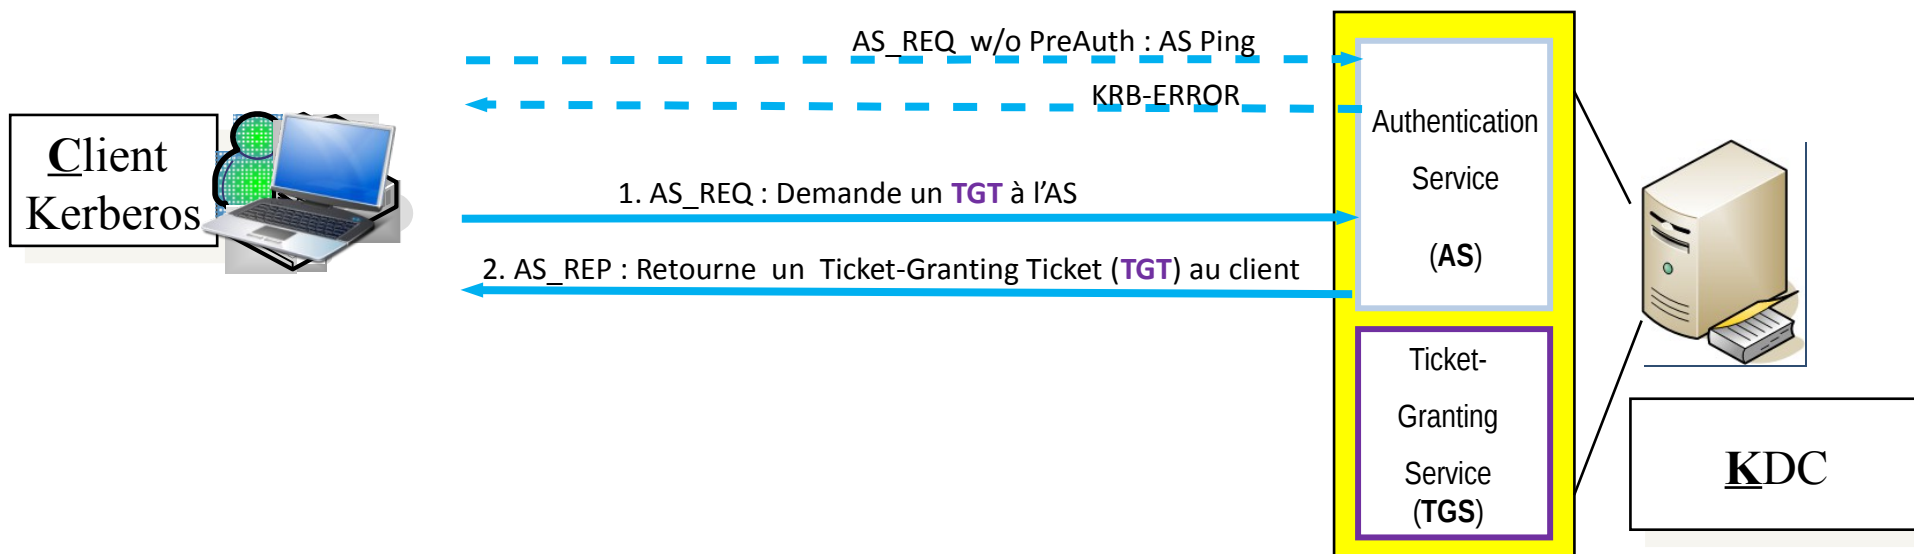 AS_REQ w/o PreAuth : AS Ping
KRB-ERROR
Client
Kerberos
1. AS_REQ : Demande un TGT à l’AS
2. AS_REP : Retourne un Ticket-Granting Ticket (TGT) au client
Authentication
Service
(AS)
Ticket-
Granting
Service
(TGS)
KDC